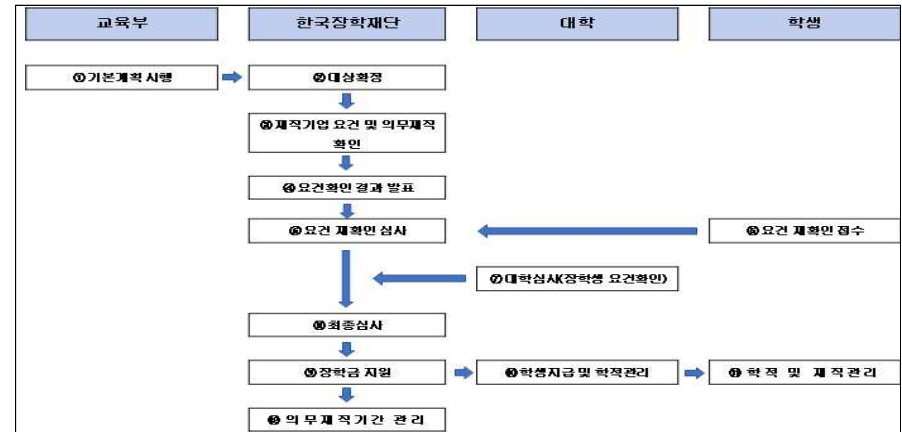 교육부 한국장학재단 대학 학생
①기본계획 시행 ②대상확정
③재직기업 요건 및 의무재직
확인
④요건확인 결과 발표
⑥요건 재확인 심사 ⑤요건 재확인 접수
⑦대학심사(장학생 요건확인)
⑧최종심사
⑨장학금 지원 ⑩학생지급 및 학적관리 ⑪학적 및 재직관리
의무재직기간 관리